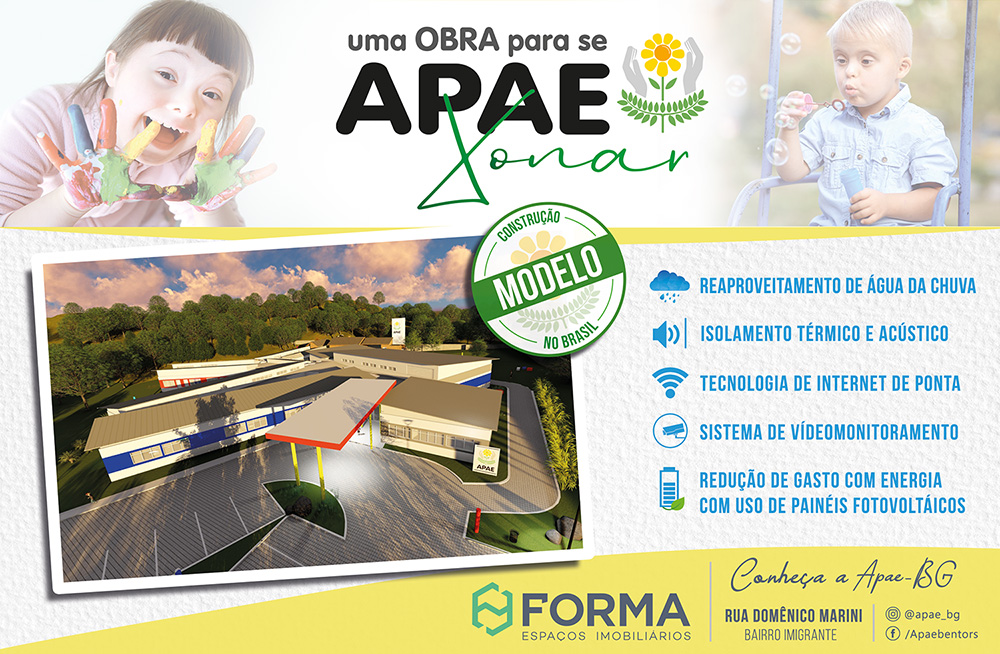 uma OBRA para se
APAE
Xonar
CONSTRUÇÃO
MODELO
NO BRASIL
APAE
REAPROVEITAMENTO DE ÁGUA DA CHUVA
ISOLAMENTO TÉRMICO E ACÚSTICO
TECNOLOGIA DE INTERNET DE PONTA
SISTEMA DE VÍDEOMONITORAMENTO
REDUÇÃO DE GASTO COM ENERGIA
COM USO DE PAINÉIS FOTOVOLTÁICOS
FORMA
ESPAÇOS IMOBILIÁRIOS
Conheça a Apae-BG
RUA DOMÊNICO MARINI
BAIRRO IMIGRANTE
@apae_bg
/Apaebentors